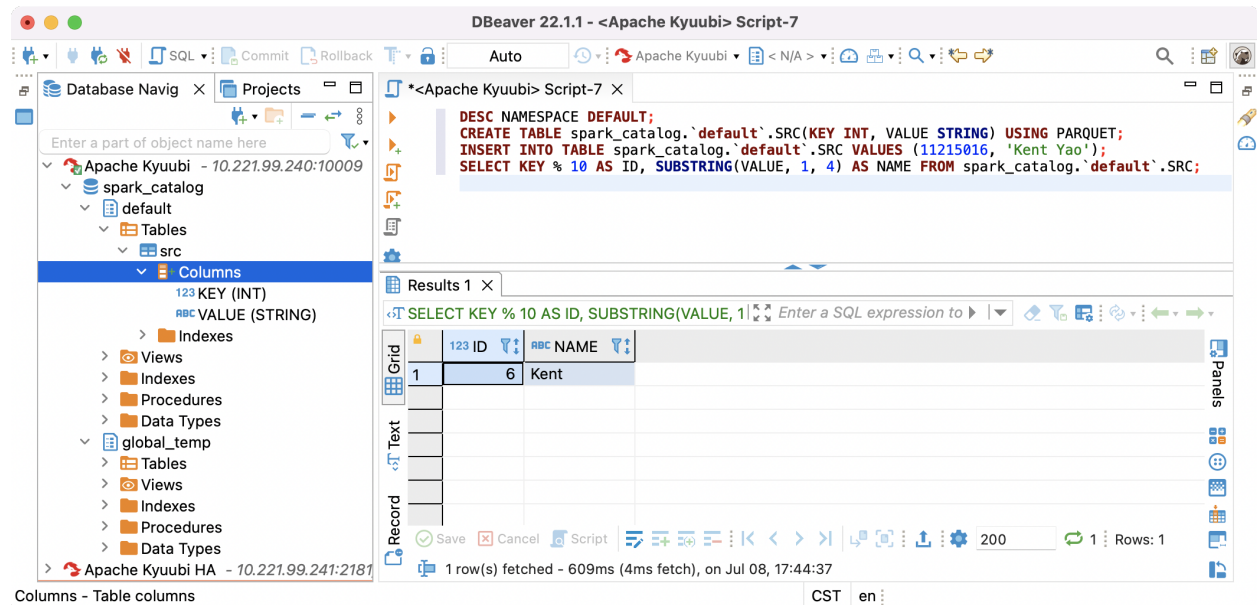 DBeaver 22.1.1 - <Apache Kyuubi> Script-7
SQL Commit Rollback Auto Apache Kyuubi < N/A >
Database Navig Projects
Enter a part of object name here
Apache Kyuubi - 10.221.99.240:10009
spark_catalog
default
Tables
src
Columns
123 KEY (INT)
ABC VALUE (STRING)
Indexes
Views
Indexes
Procedures
Data Types
global_temp
Tables
Views
Indexes
Procedures
Data Types
Apache Kyuubi HA - 10.221.99.241:2181
*<Apache Kyuubi> Script-7
DESC NAMESPACE DEFAULT;
CREATE TABLE spark_catalog.`default`.SRC(KEY INT, VALUE STRING) USING PARQUET;
INSERT INTO TABLE spark_catalog.`default`.SRC VALUES (11215016, 'Kent Yao');
SELECT KEY % 10 AS ID, SUBSTRING(VALUE, 1, 4) AS NAME FROM spark_catalog.`default`.SRC;
Results 1
SELECT KEY % 10 AS ID, SUBSTRING(VALUE, 1 Enter a SQL expression to
Grid
Text
Record
123 ID ABC NAME
1 6 Kent
Panels
Save Cancel Script 200 1 Rows: 1
1 row(s) fetched - 609ms (4ms fetch), on Jul 08, 17:44:37
Columns - Table columns CST en